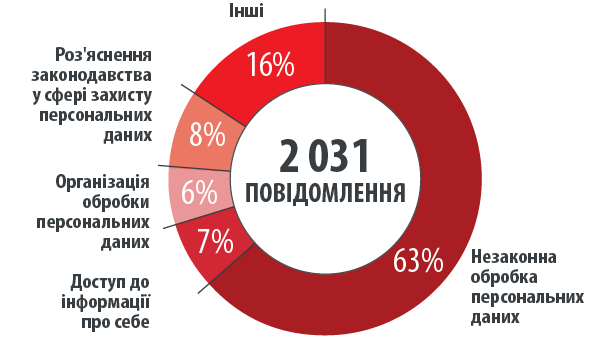 Інші
16%
Роз'яснення
законодавства
у сфері захисту
персональних
даних
8%
Організація
обробки
персональних
даних
6%
Доступ до
інформації
про себе
7%
2 031
ПОВІДОМЛЕННЯ
63%
Незаконна
обробка
персональних
даних